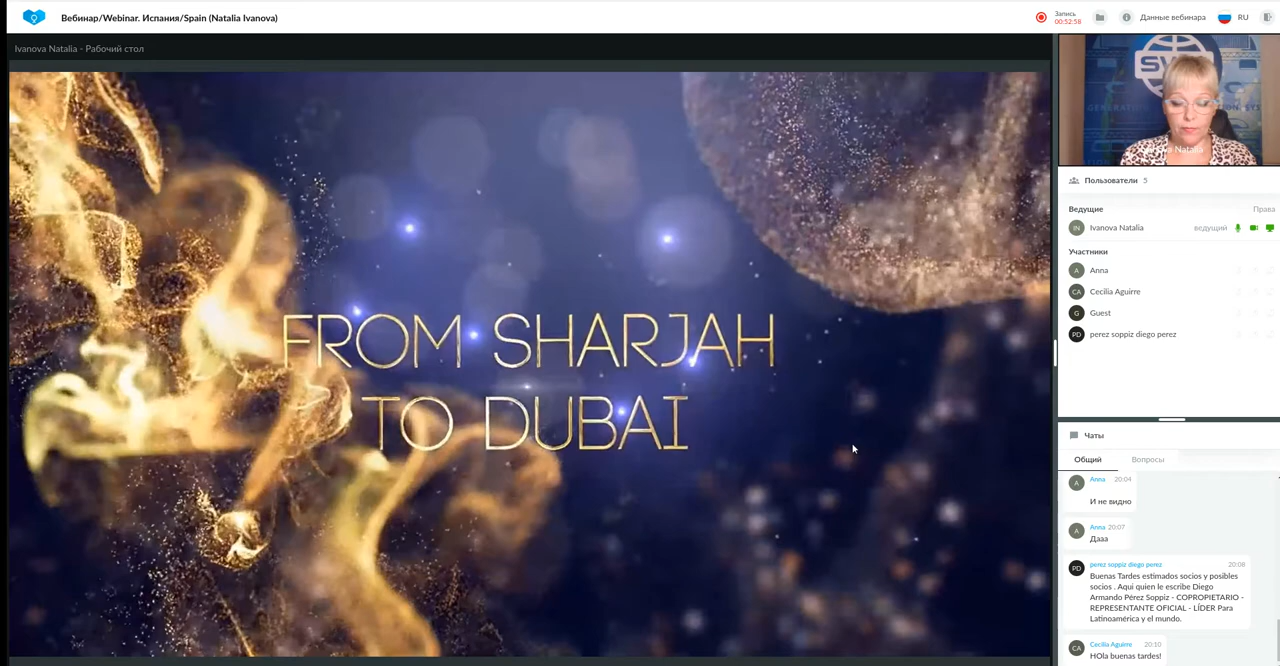 Вебинар/Webinar. Испания/Spain (Natalia Ivanova)
Запись
00:52:58
Данные вебинара
RU
Ivanova Natalia - Рабочий стол
FROM SHARJAH
TO DUBAI
Natalia
Пользователи 5
Ведущие Права
IN Ivanova Natalia ведущий
Участники
A Anna
CA Cecilia Aguirre
G Guest
PD perez soppiz diego perez
Чаты
Общий Вопросы
A Anna 20:04
И не видно
A Anna 20:07
Дааа
PD perez soppiz diego perez 20:08
Buenas Tardes estimados socios y posibles
socios . Aqui quien le escribe Diego
Armando Pérez Soppiz - COPROPIETARIO -
REPRESENTANTE OFICIAL - LÍDER Para
Latinoamérica y el mundo.
CA Cecilia Aguirre 20:10
HOla buenas tardes!